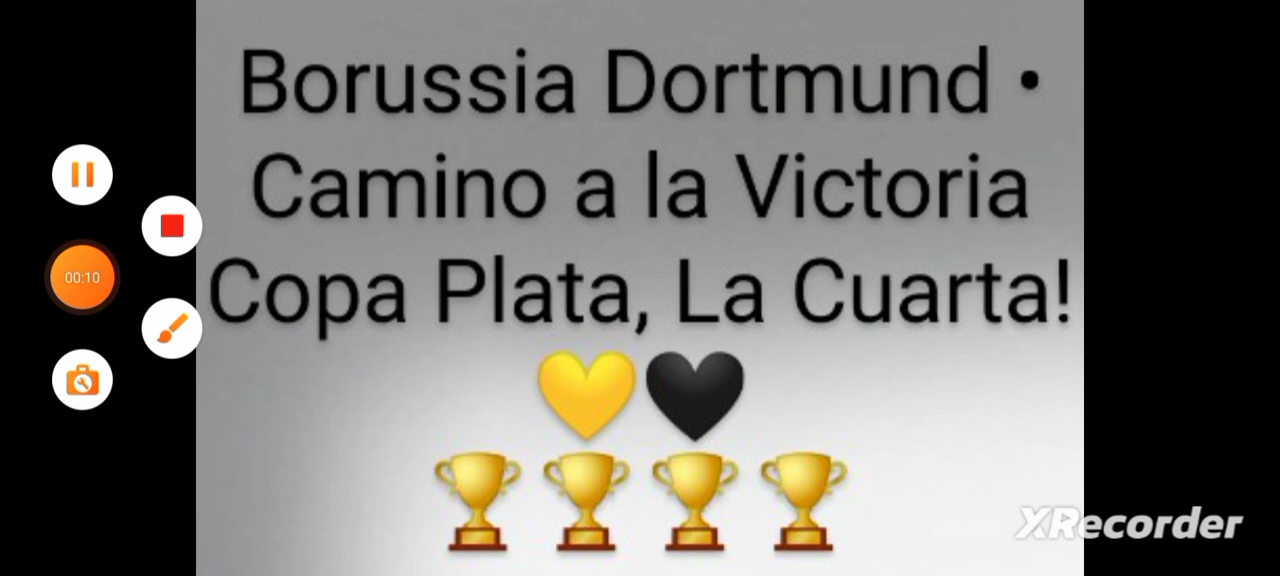 Borussia Dortmund •
Camino a la Victoria
Copa Plata, La Cuarta!
💛🖤
🏆🏆🏆🏆
00:10
XRecorder